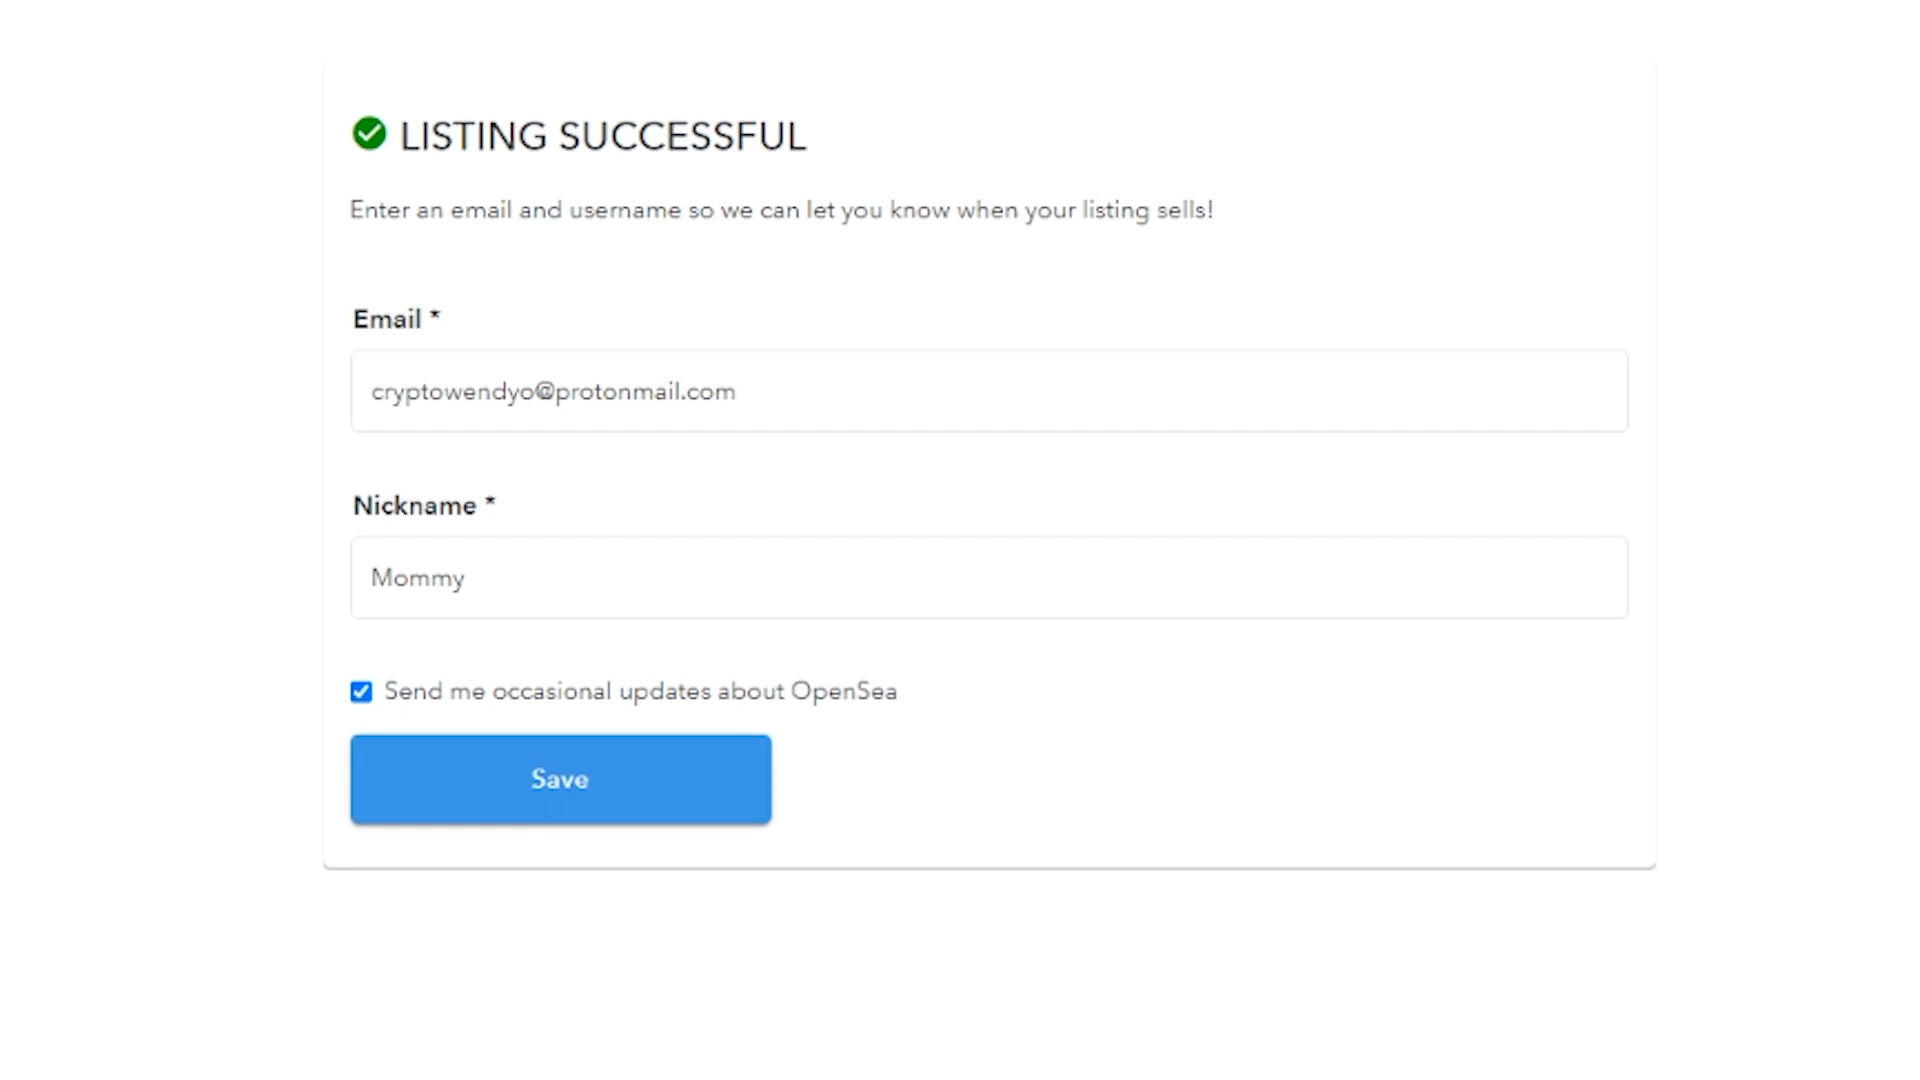 LISTING SUCCESSFUL
Enter an email and username so we can let you know when your listing sells!
Email *
cryptowendyo@protonmail.com
Nickname *
Mommy
Send me occasional updates about OpenSea
Save